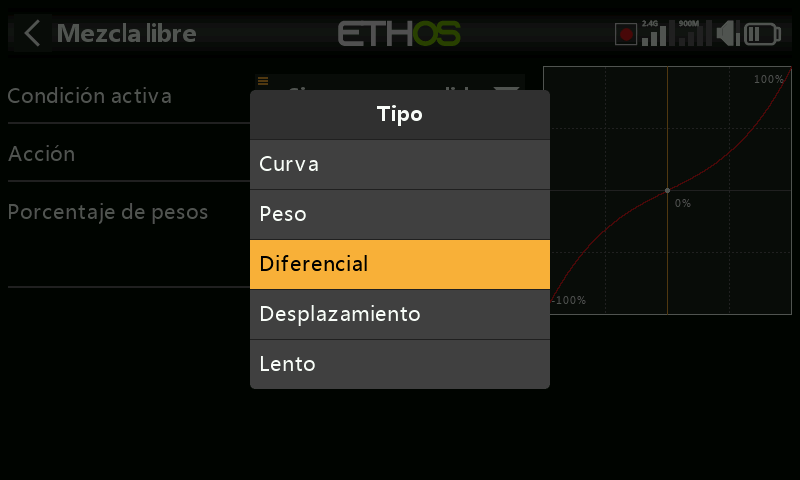 Mezcla libre
ETHOS
2.4G
900M
Condición activa
Acción
Porcentaje de pesos
Tipo
Curva
Peso
Diferencial
Desplazamiento
Lento
100%
0%
-100%